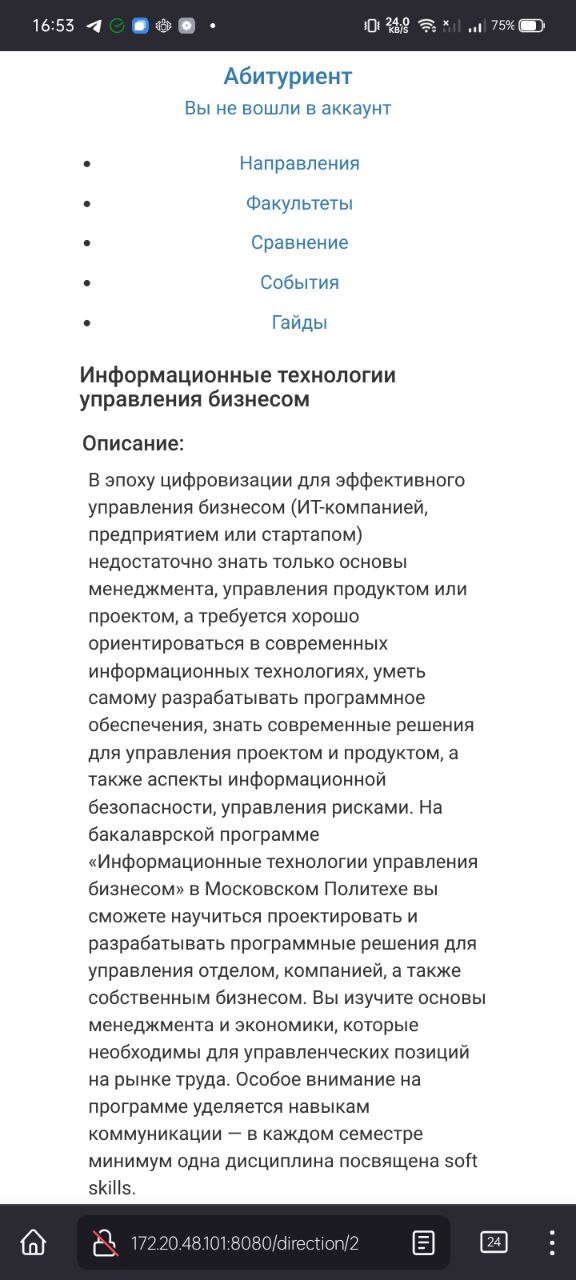 16:53
24.0
KB/S
75%
Абитуриент
Вы не вошли в аккаунт
Направления
Факультеты
Сравнение
События
Гайды
Информационные технологии
управления бизнесом
Описание:
В эпоху цифровизации для эффективного
управления бизнесом (ИТ-компанией,
предприятием или стартапом)
недостаточно знать только основы
менеджмента, управления продуктом или
проектом, а требуется хорошо
ориентироваться в современных
информационных технологиях, уметь
самому разрабатывать программное
обеспечения, знать современные решения
для управления проектом и продуктом, а
также аспекты информационной
безопасности, управления рисками. На
бакалаврской программе
«Информационные технологии управления
бизнесом» в Московском Политехе вы
сможете научиться проектировать и
разрабатывать программные решения для
управления отделом, компанией, а также
собственным бизнесом. Вы изучите основы
менеджмента и экономики, которые
необходимы для управленческих позиций
на рынке труда. Особое внимание на
программе уделяется навыкам
коммуникации — в каждом семестре
минимум одна дисциплина посвящена soft
skills.
172.20.48.101:8080/direction/2
24